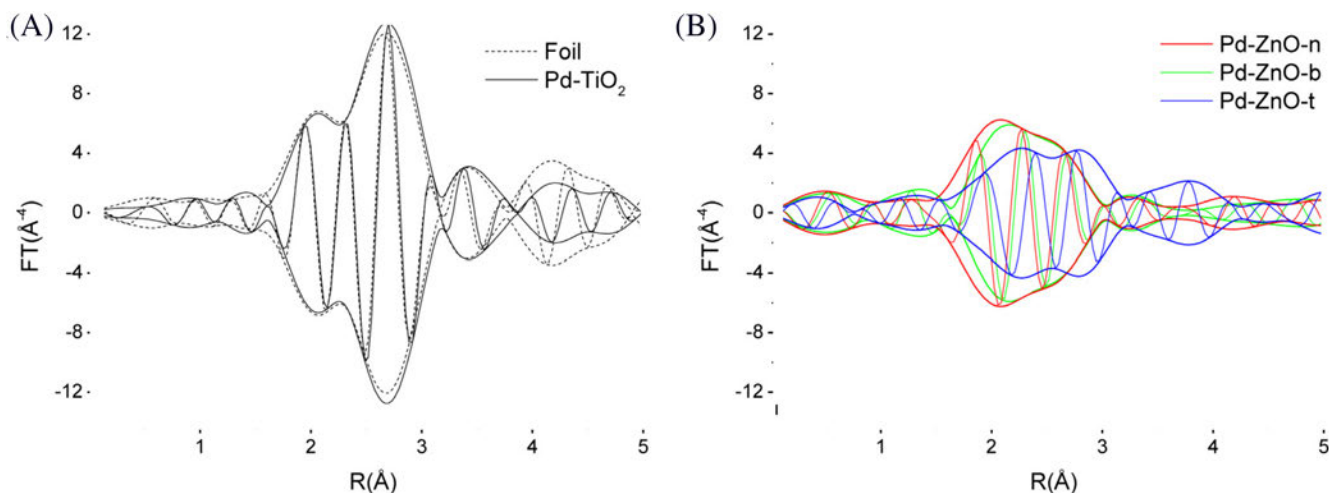 (A)
12
8
4
0
-4
-8
-12
FT(Å⁻⁴)
Foil
Pd-TiO₂
1 2 3 4 5
R(Å)
(B)
12
8
4
0
-4
-8
-12
FT(Å⁻⁴)
Pd-ZnO-n
Pd-ZnO-b
Pd-ZnO-t
1 2 3 4 5
R(Å)